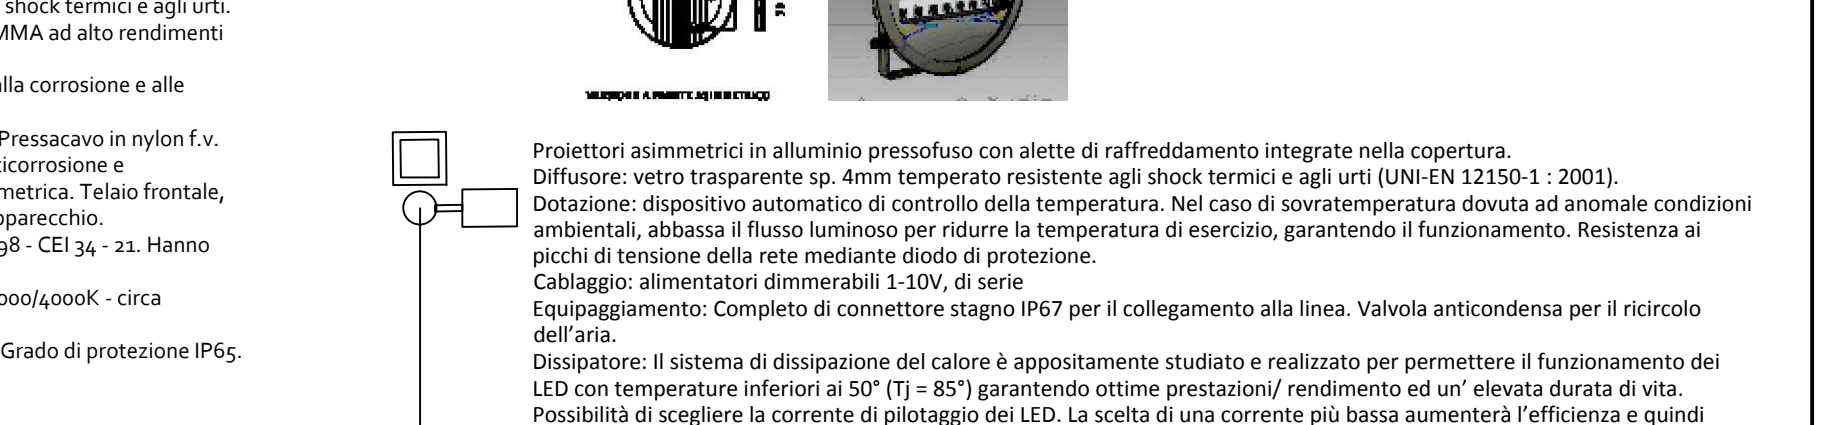 shock termici e agli urti.
MMA ad alto rendimenti
alla corrosione e alle
Pressacavo in nylon f.v.
ticorrosione e
metrica. Telaio frontale,
pparecchio.
98 - CEI 34 - 21. Hanno
000/4000K - circa
Grado di protezione IP65.
Proiettori asimmetrici in alluminio pressofuso con alette di raffreddamento integrate nella copertura.
Diffusore: vetro trasparente sp. 4mm temperato resistente agli shock termici e agli urti (UNI-EN 12150-1 : 2001).
Dotazione: dispositivo automatico di controllo della temperatura. Nel caso di sovratemperatura dovuta ad anomale condizioni
ambientali, abbassa il flusso luminoso per ridurre la temperatura di esercizio, garantendo il funzionamento. Resistenza ai
picchi di tensione della rete mediante diodo di protezione.
Cablaggio: alimentatori dimmerabili 1-10V, di serie
Equipaggiamento: Completo di connettore stagno IP67 per il collegamento alla linea. Valvola anticondensa per il ricircolo
dell’aria.
Dissipatore: Il sistema di dissipazione del calore è appositamente studiato e realizzato per permettere il funzionamento dei
LED con temperature inferiori ai 50° (Tj = 85°) garantendo ottime prestazioni/ rendimento ed un’ elevata durata di vita.
Possibilità di scegliere la corrente di pilotaggio dei LED. La scelta di una corrente più bassa aumenterà l’efficienza e quindi